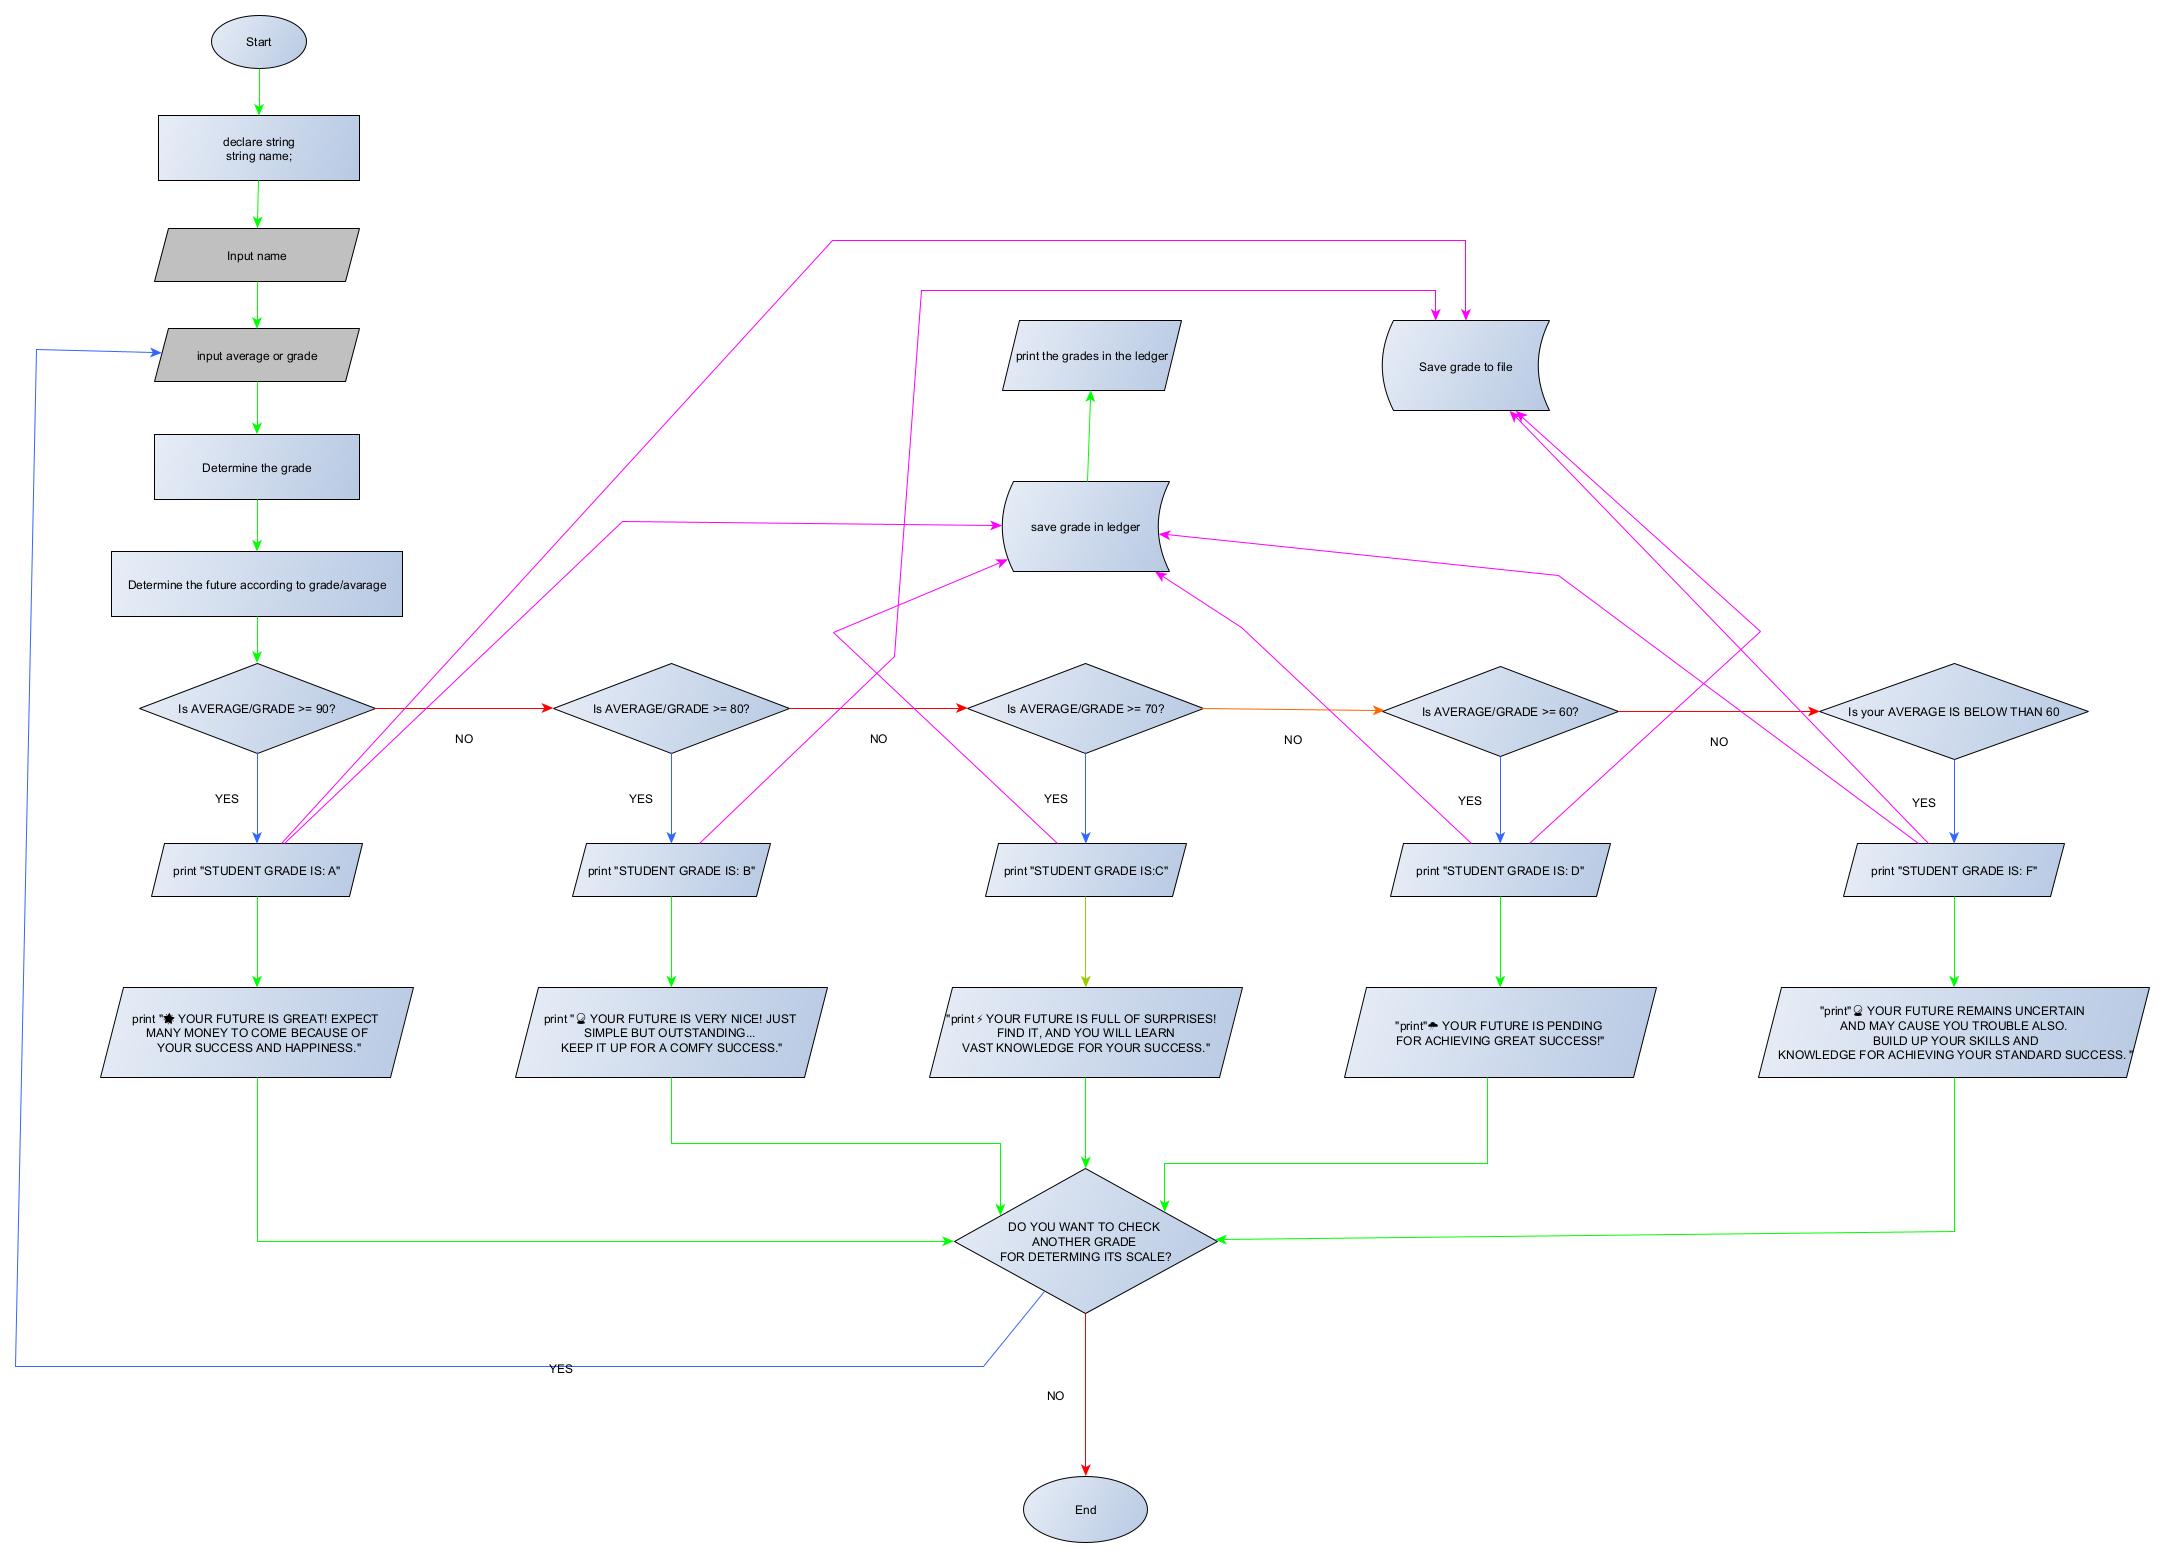 Start
declare string
string name;
Input name
input average or grade
print the grades in the ledger
Save grade to file
Determine the grade
save grade in ledger
Determine the future according to grade/avarage
Is AVERAGE/GRADE >= 90?
NO
Is AVERAGE/GRADE >= 80?
NO
Is AVERAGE/GRADE >= 70?
NO
Is AVERAGE/GRADE >= 60?
NO
Is your AVERAGE IS BELOW THAN 60
YES
YES
YES
YES
YES
print "STUDENT GRADE IS: A"
print "STUDENT GRADE IS: B"
print "STUDENT GRADE IS:C"
print "STUDENT GRADE IS: D"
print "STUDENT GRADE IS: F"
print "🌟 YOUR FUTURE IS GREAT! EXPECT
MANY MONEY TO COME BECAUSE OF
YOUR SUCCESS AND HAPPINESS."
print "🔮 YOUR FUTURE IS VERY NICE! JUST
SIMPLE BUT OUTSTANDING...
KEEP IT UP FOR A COMFY SUCCESS."
"print ⚡ YOUR FUTURE IS FULL OF SURPRISES!
FIND IT, AND YOU WILL LEARN
VAST KNOWLEDGE FOR YOUR SUCCESS."
"print"🌩 YOUR FUTURE IS PENDING
FOR ACHIEVING GREAT SUCCESS!"
"print"🔮 YOUR FUTURE REMAINS UNCERTAIN
AND MAY CAUSE YOU TROUBLE ALSO.
BUILD UP YOUR SKILLS AND
KNOWLEDGE FOR ACHIEVING YOUR STANDARD SUCCESS. "
DO YOU WANT TO CHECK
ANOTHER GRADE
FOR DETERMING ITS SCALE?
YES
NO
End